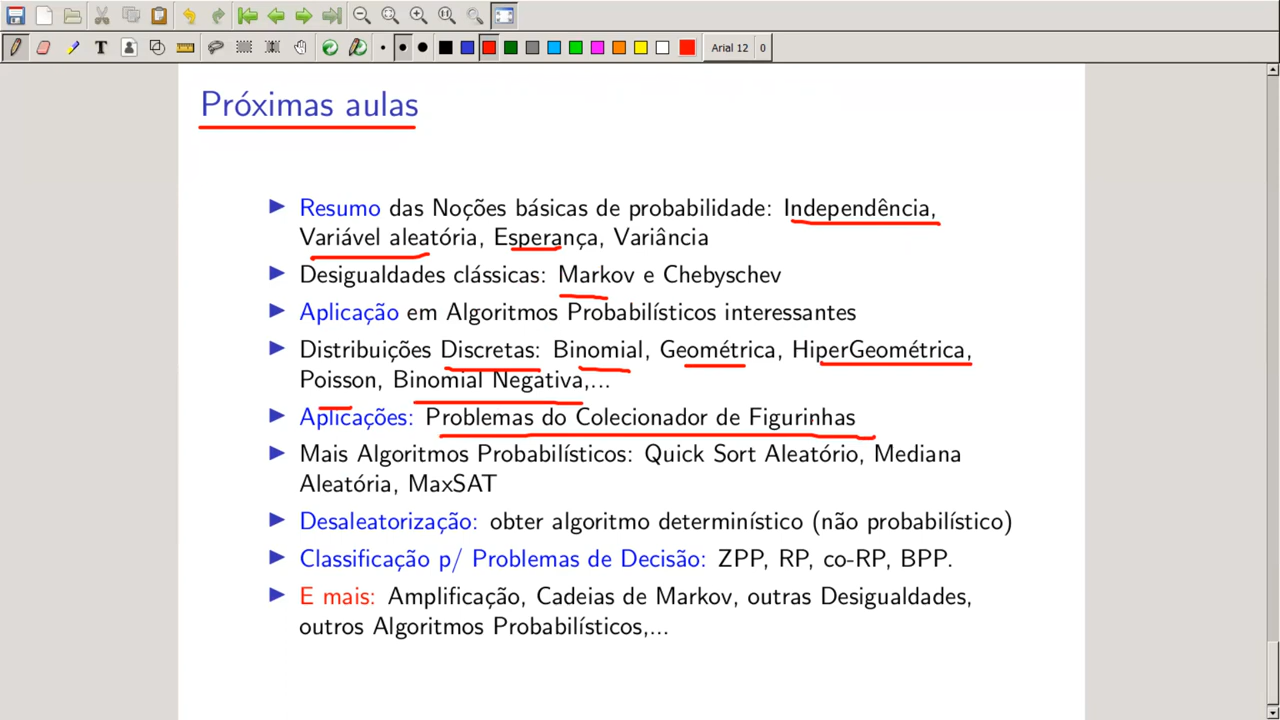 T
Arial 12 0
Próximas aulas
Resumo das Noções básicas de probabilidade: Independência,
Variável aleatória, Esperança, Variância
Desigualdades clássicas: Markov e Chebyschev
Aplicação em Algoritmos Probabilísticos interessantes
Distribuições Discretas: Binomial, Geométrica, HiperGeométrica,
Poisson, Binomial Negativa,...
Aplicações: Problemas do Colecionador de Figurinhas
Mais Algoritmos Probabilísticos: Quick Sort Aleatório, Mediana
Aleatória, MaxSAT
Desaleatorização: obter algoritmo determinístico (não probabilístico)
Classificação p/ Problemas de Decisão: ZPP, RP, co-RP, BPP.
E mais: Amplificação, Cadeias de Markov, outras Desigualdades,
outros Algoritmos Probabilísticos,...